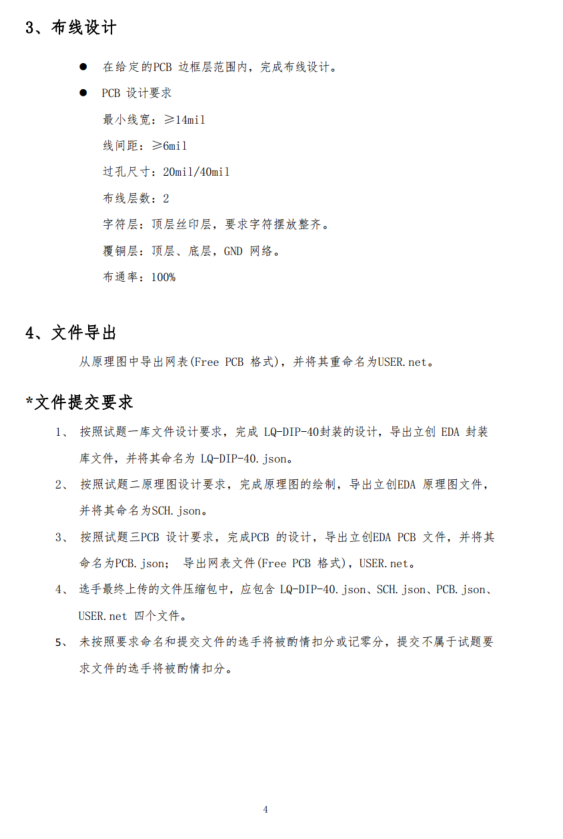 3、布线设计
● 在给定的PCB 边框层范围内，完成布线设计。
● PCB 设计要求
最小线宽：≥14mil
线间距：≥6mil
过孔尺寸：20mil/40mil
布线层数：2
字符层：顶层丝印层，要求字符摆放整齐。
覆铜层：顶层、底层，GND 网络。
布通率：100%
4、文件导出
从原理图中导出网表(Free PCB 格式)，并将其重命名为USER.net。
*文件提交要求
1、 按照试题一库文件设计要求，完成 LQ-DIP-40封装的设计，导出立创 EDA 封装
库文件，并将其命名为 LQ-DIP-40.json。
2、 按照试题二原理图设计要求，完成原理图的绘制，导出立创EDA 原理图文件，
并将其命名为SCH.json。
3、 按照试题三PCB 设计要求，完成PCB 的设计，导出立创EDA PCB 文件，并将其
命名为PCB.json； 导出网表文件(Free PCB 格式)，USER.net。
4、 选手最终上传的文件压缩包中，应包含 LQ-DIP-40.json、SCH.json、PCB.json、
USER.net 四个文件。
5、 未按照要求命名和提交文件的选手将被酌情扣分或记零分，提交不属于试题要
求文件的选手将被酌情扣分。
4